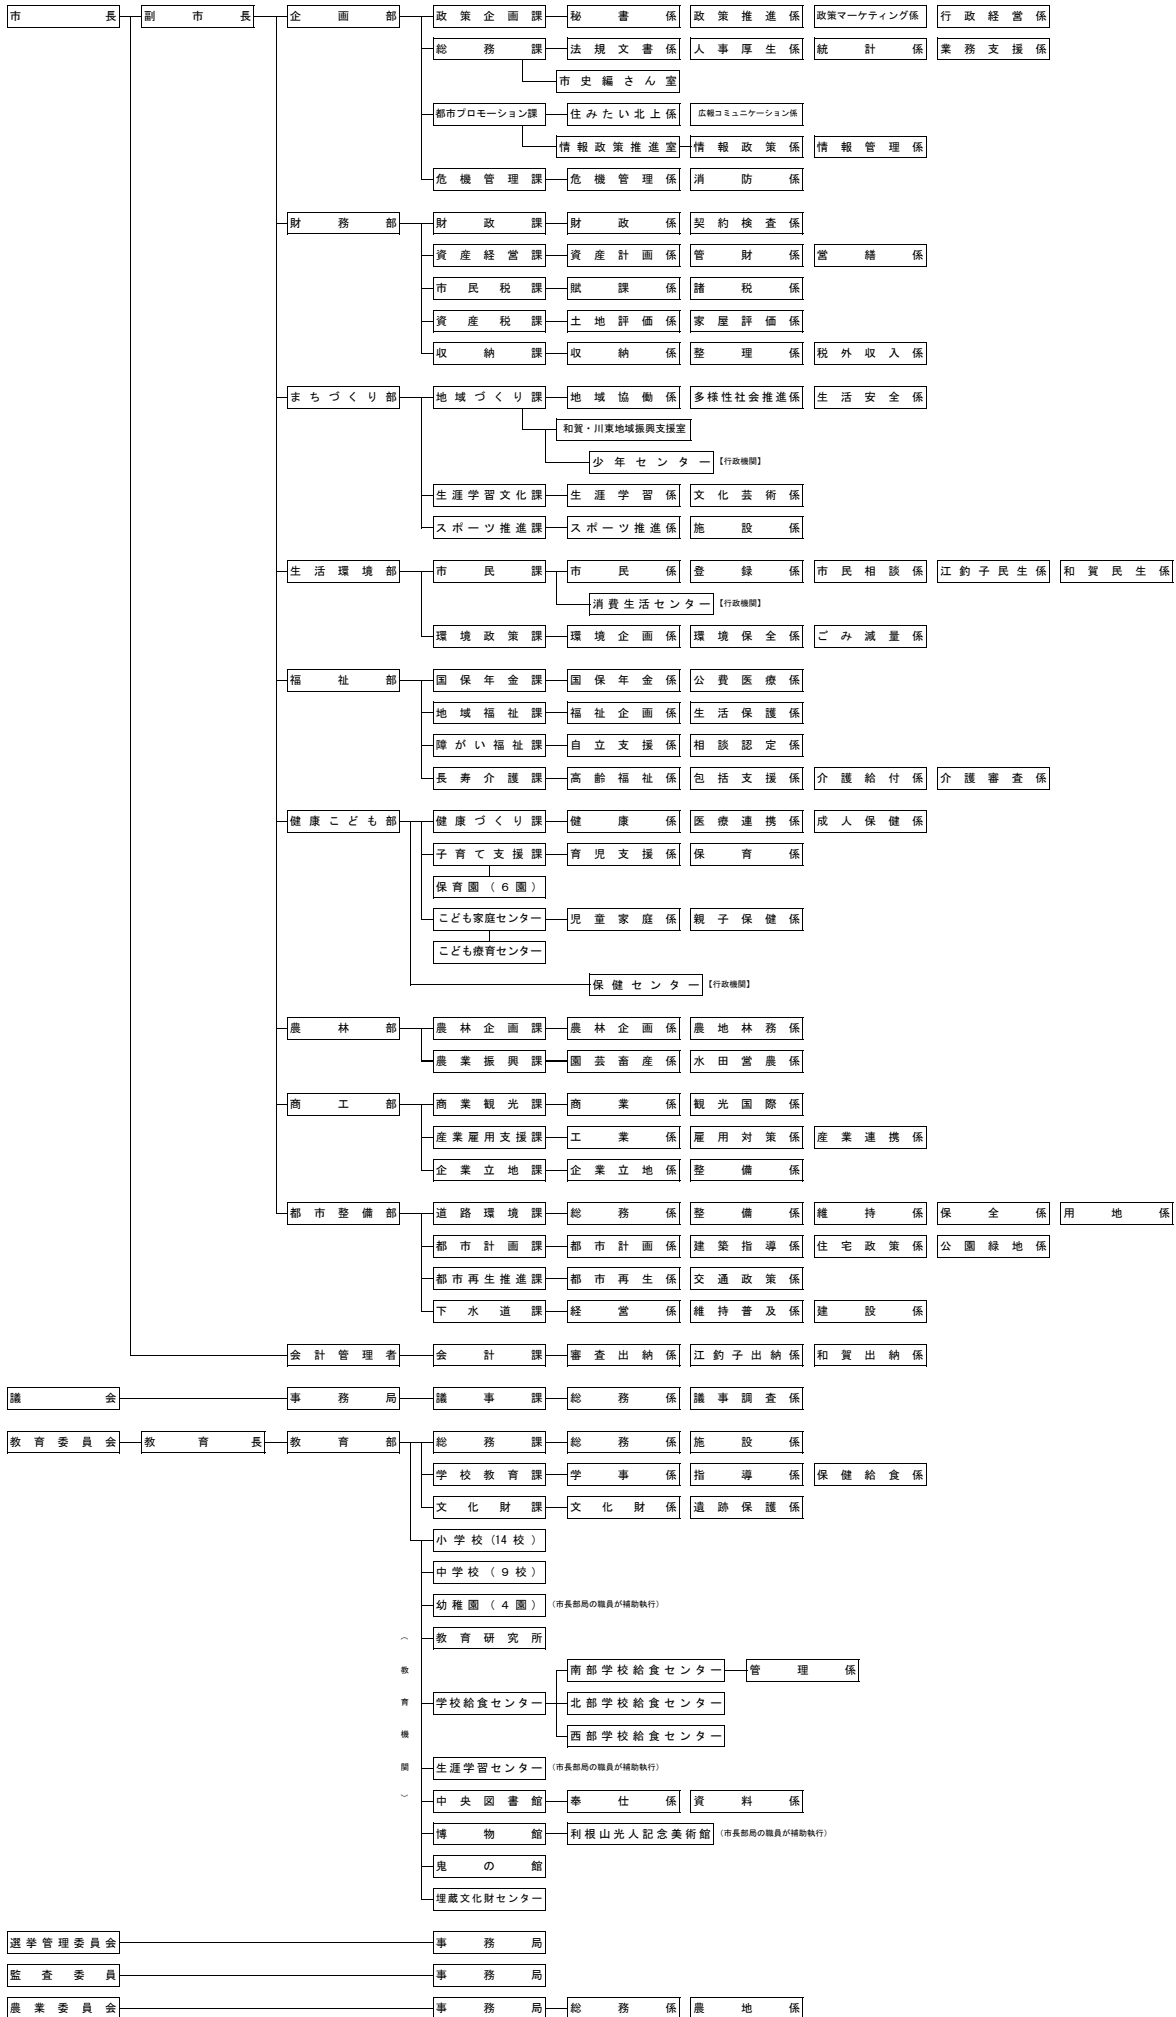 市長 副市長 企画部 政策企画課 秘書係 政策推進係 政策マーケティング係 行政経営係
総務課 法規文書係 人事厚生係 統計係 業務支援係
市史編さん室
都市プロモーション課 住みたい北上係 広報コミュニケーション係
情報政策推進室 情報政策係 情報管理係
危機管理課 危機管理係 消防係
財務部 財政課 財政係 契約検査係
資産経営課 資産計画係 管財係 営繕係
市民税課 賦課係 諸税係
資産税課 土地評価係 家屋評価係
収納課 収納係 整理係 税外収入係
まちづくり部 地域づくり課 地域協働係 多様性社会推進係 生活安全係
和賀・川東地域振興支援室
少年センター 【行政機関】
生涯学習文化課 生涯学習係 文化芸術係
スポーツ推進課 スポーツ推進係 施設係
生活環境部 市民課 市民係 登録係 市民相談係 江釣子民生係 和賀民生係
消費生活センター 【行政機関】
環境政策課 環境企画係 環境保全係 ごみ減量係
福祉部 国保年金課 国保年金係 公費医療係
地域福祉課 福祉企画係 生活保護係
障がい福祉課 自立支援係 相談認定係
長寿介護課 高齢福祉係 包括支援係 介護給付係 介護審査係
健康こども部 健康づくり課 健康係 医療連携係 成人保健係
子育て支援課 育児支援係 保育係
保育園(6園)
こども家庭センター 児童家庭係 親子保健係
こども療育センター
保健センター 【行政機関】
農林部 農林企画課 農林企画係 農地林務係
農業振興課 園芸畜産係 水田営農係
商工部 商業観光課 商業係 観光国際係
産業雇用支援課 工業係 雇用対策係 産業連携係
企業立地課 企業立地係 整備係
都市整備部 道路環境課 総務係 整備係 維持係 保全係 用地係
都市計画課 都市計画係 建築指導係 住宅政策係 公園緑地係
都市再生推進課 都市再生係 交通政策係
下水道課 経営係 維持普及係 建設係
会計管理者 会計課 審査出納係 江釣子出納係 和賀出納係
議会 事務局 議事課 総務係 議事調査係
教育委員会 教育長 教育部 総務課 総務係 施設係
学校教育課 学事係 指導係 保健給食係
文化財課 文化財係 遺跡保護係
小学校(14校)
中学校(9校)
幼稚園(4園) (市長部局の職員が補助執行)
(教育機関)
教育研究所
南部学校給食センター 管理係
学校給食センター 北部学校給食センター
西部学校給食センター
生涯学習センター (市長部局の職員が補助執行)
中央図書館 奉仕係 資料係
博物館 利根山光人記念美術館 (市長部局の職員が補助執行)
鬼の館
埋蔵文化財センター
選挙管理委員会 事務局
監査委員 事務局
農業委員会 事務局 総務係 農地係